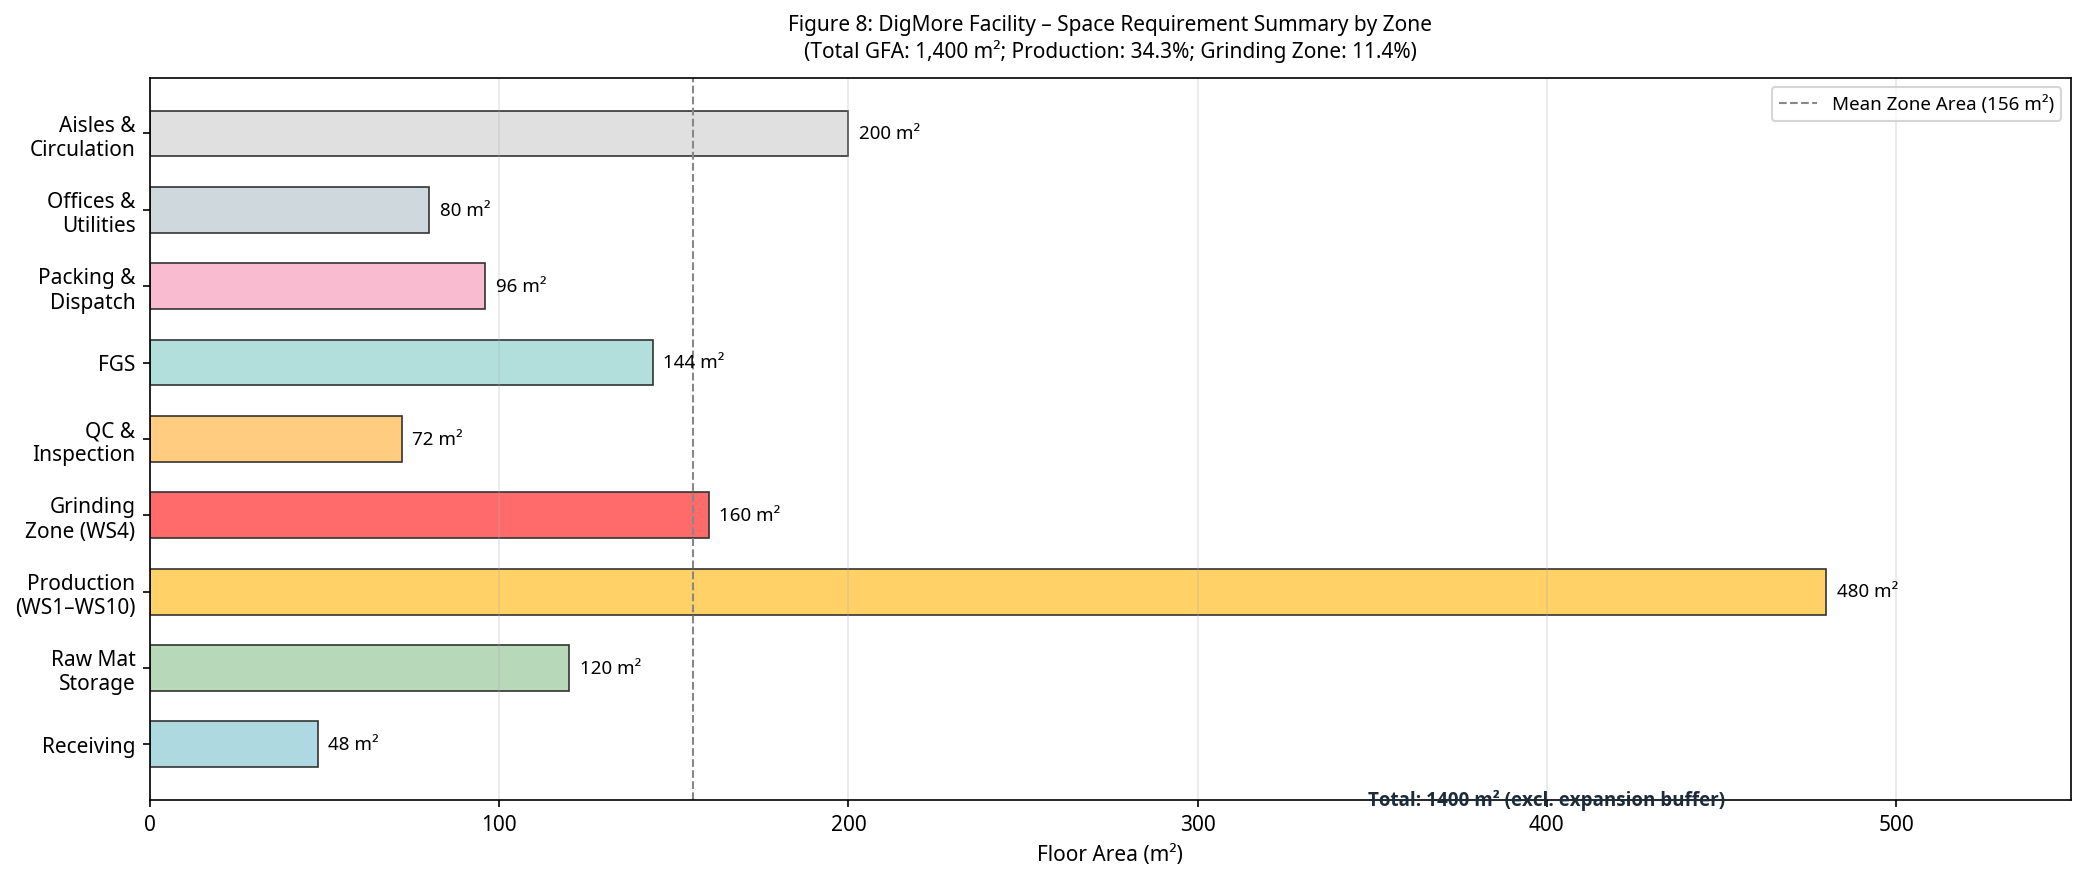 Figure 8: DigMore Facility – Space Requirement Summary by Zone
(Total GFA: 1,400 m²; Production: 34.3%; Grinding Zone: 11.4%)
Mean Zone Area (156 m²)
Aisles &
Circulation
200 m²
Offices &
Utilities
80 m²
Packing &
Dispatch
96 m²
FGS
144 m²
QC &
Inspection
72 m²
Grinding
Zone (WS4)
160 m²
Production
(WS1–WS10)
480 m²
Raw Mat
Storage
120 m²
Receiving
48 m²
Total: 1400 m² (excl. expansion buffer)
0 100 200 300 400 500
Floor Area (m²)